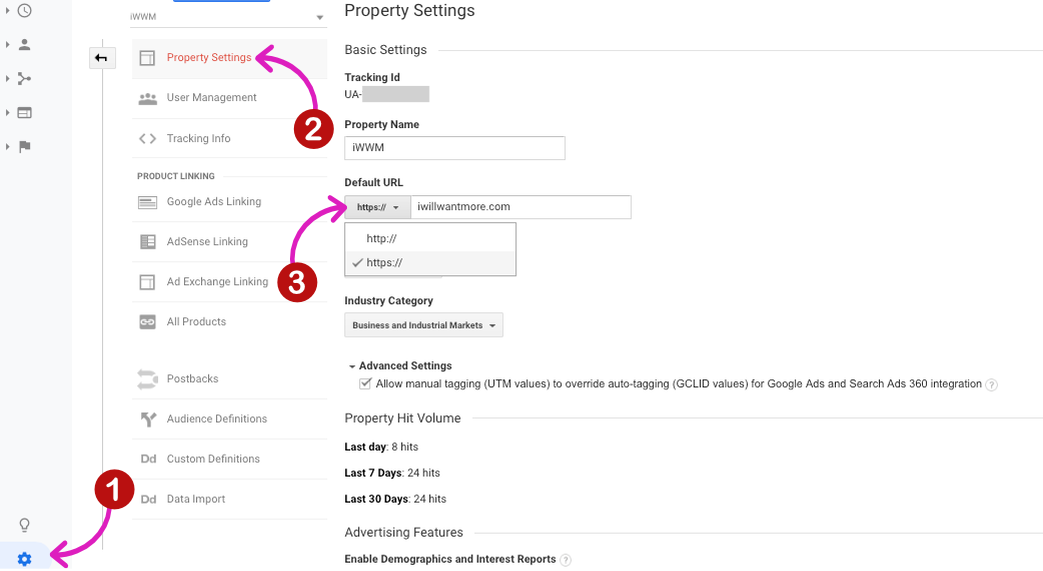 iWWM
Property Settings
User Management
Tracking Info
PRODUCT LINKING
Google Ads Linking
AdSense Linking
Ad Exchange Linking
All Products
Postbacks
Audience Definitions
Dd Custom Definitions
Dd Data Import
1
2
3
Property Settings
Basic Settings
Tracking Id
UA-
Property Name
iWWM
Default URL
https:// iwillwantmore.com
http://
https://
Industry Category
Business and Industrial Markets
Advanced Settings
Allow manual tagging (UTM values) to override auto-tagging (GCLID values) for Google Ads and Search Ads 360 integration ?
Property Hit Volume
Last day: 8 hits
Last 7 Days: 24 hits
Last 30 Days: 24 hits
Advertising Features
Enable Demographics and Interest Reports ?